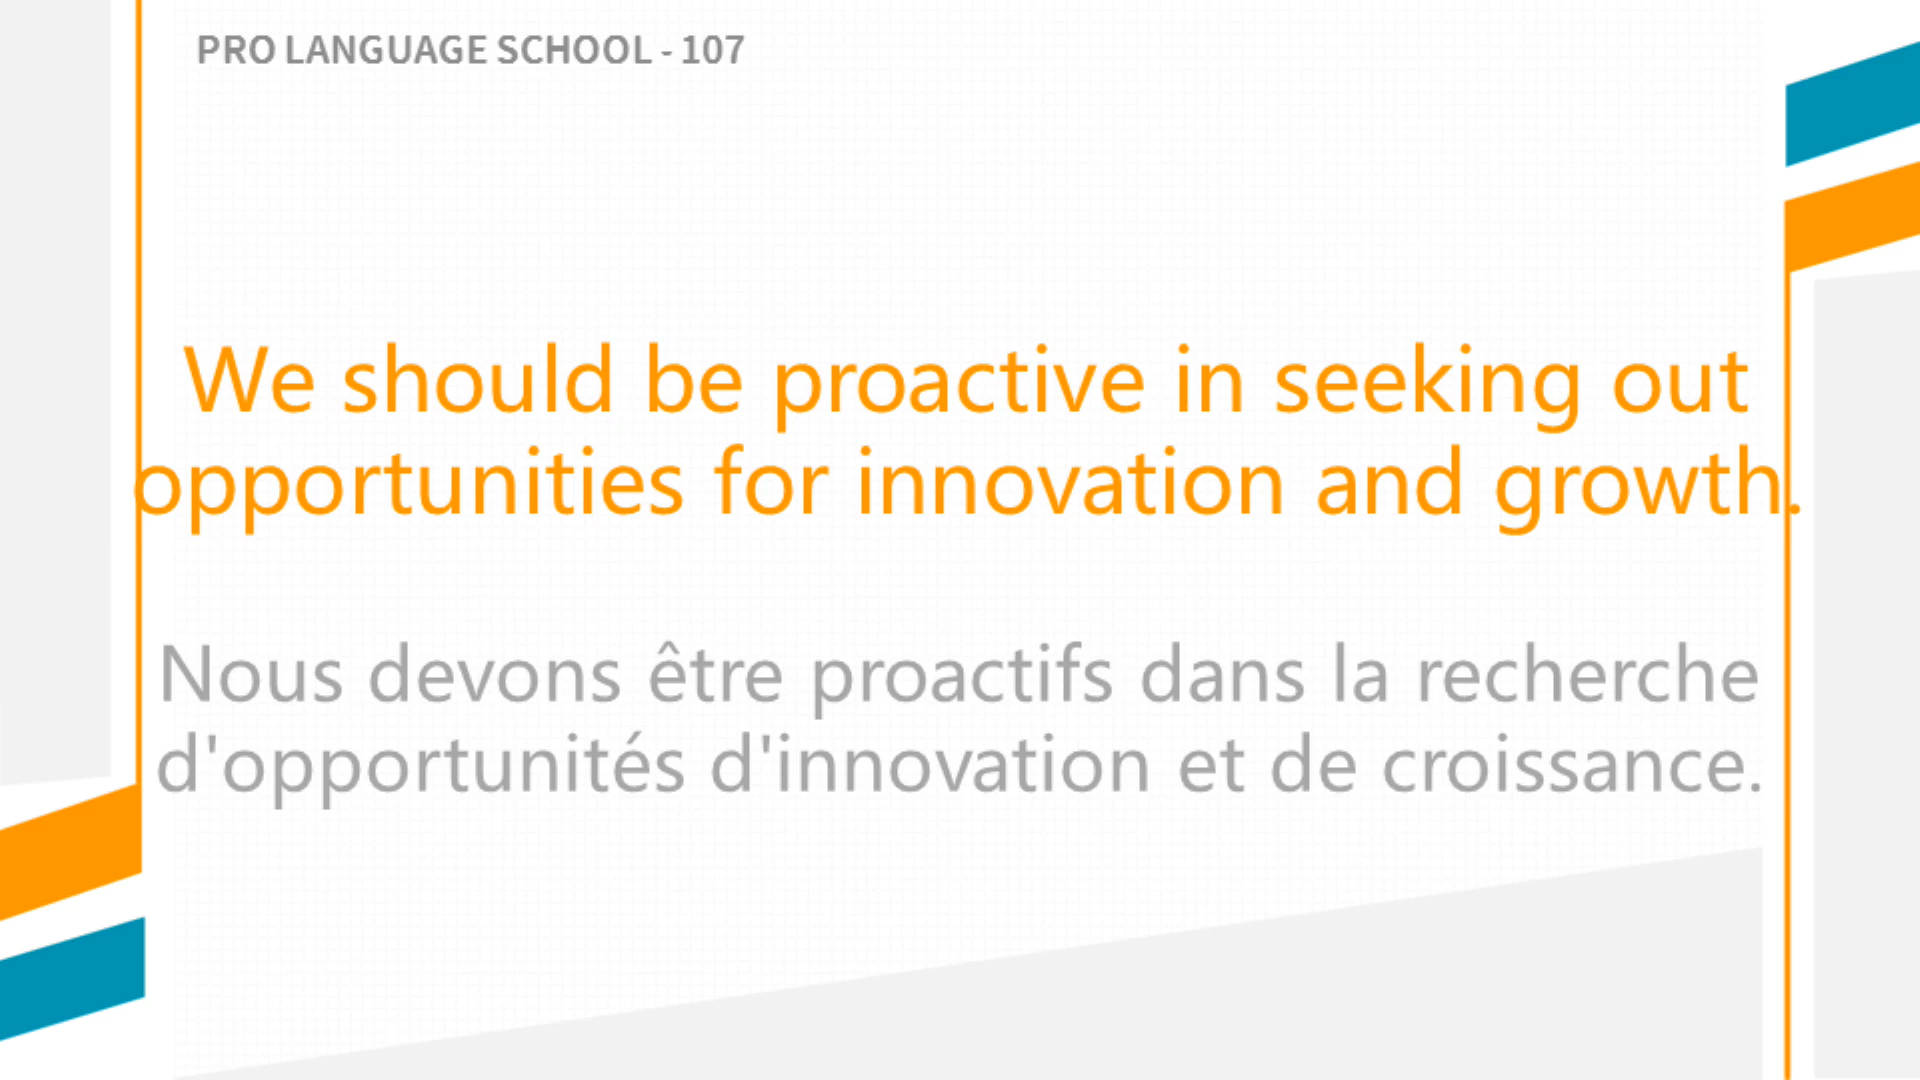 PRO LANGUAGE SCHOOL - 107
We should be proactive in seeking out
opportunities for innovation and growth.
Nous devons être proactifs dans la recherche
d'opportunités d'innovation et de croissance.